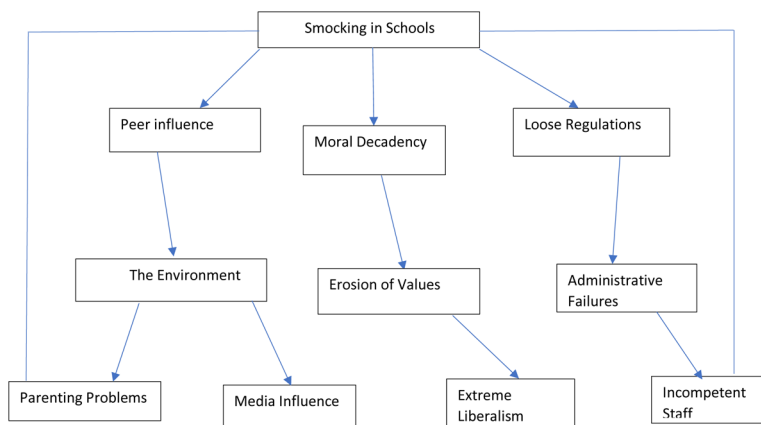 Smocking in Schools
Peer influence
Moral Decadency
Loose Regulations
The Environment
Erosion of Values
Administrative
Failures
Parenting Problems
Media Influence
Extreme
Liberalism
Incompetent
Staff